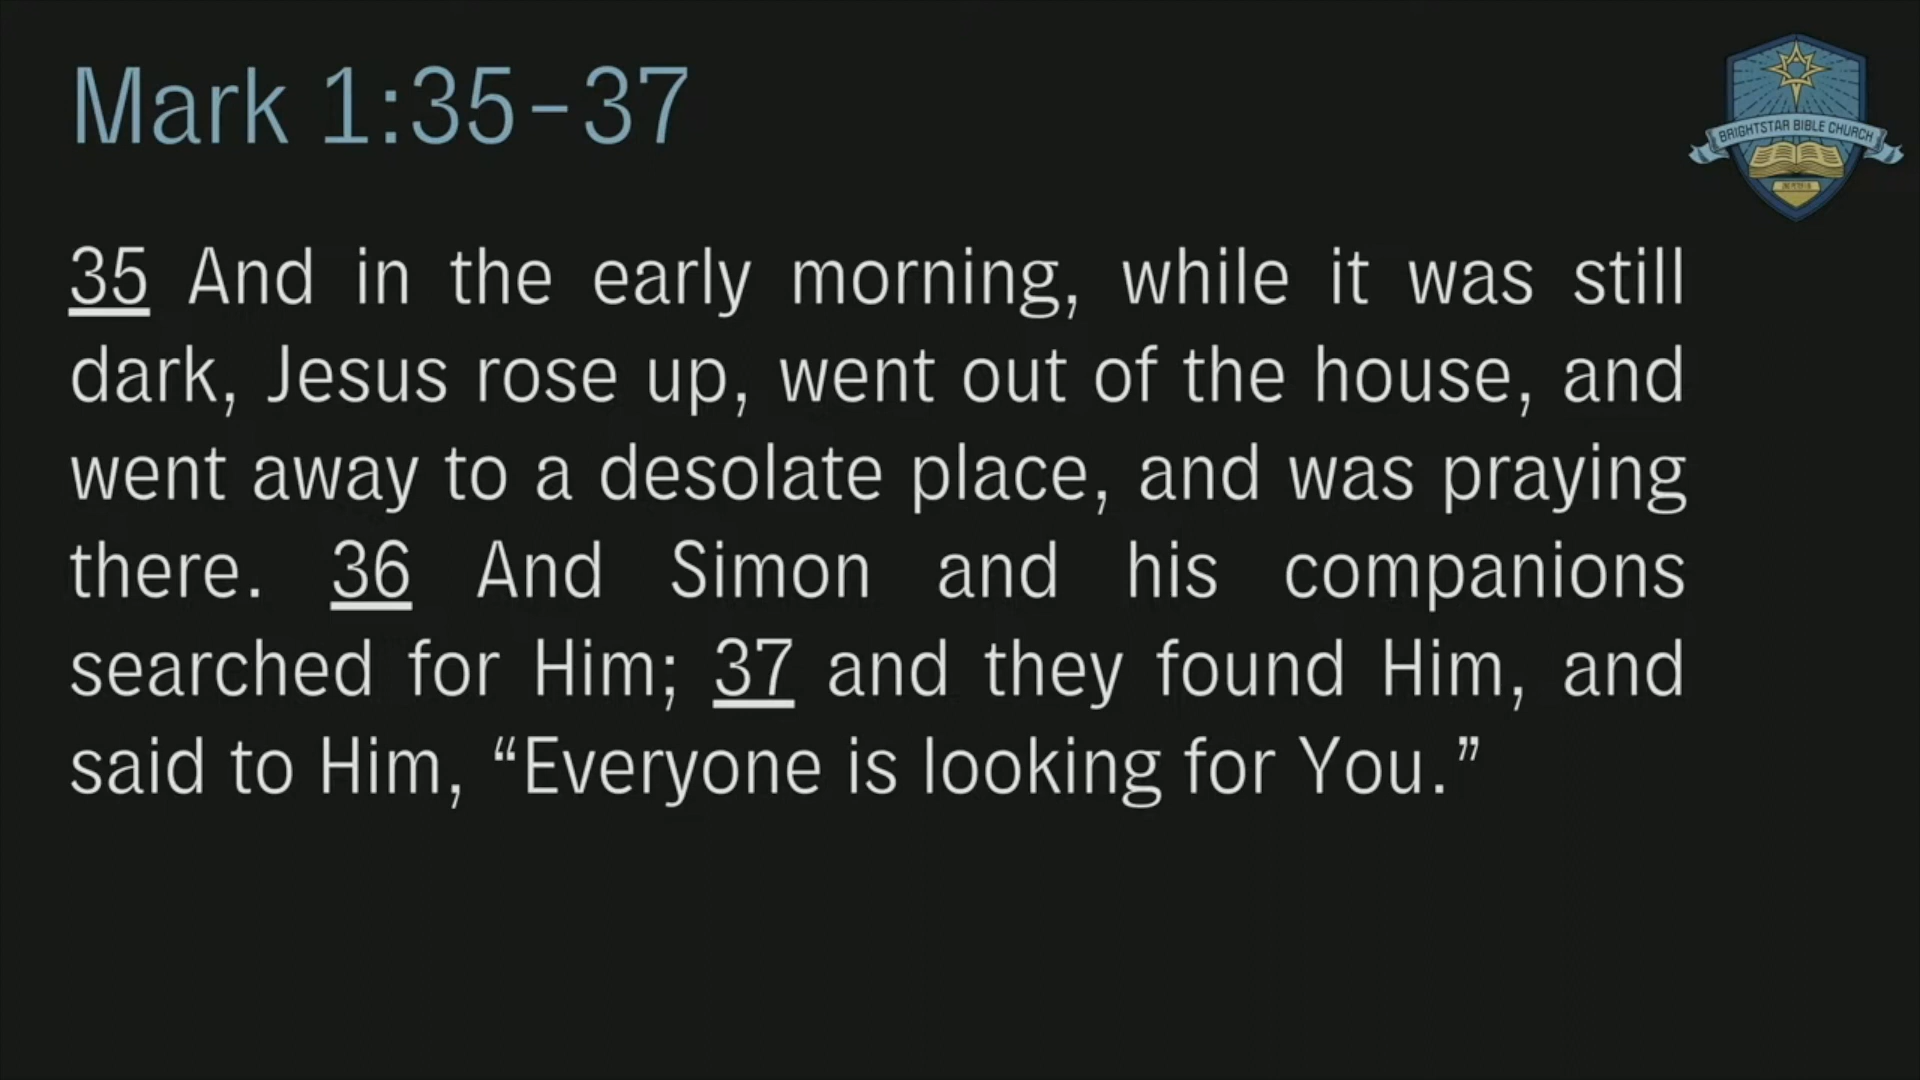 Mark 1:35-37
BRIGHTSTAR BIBLE CHURCH
35 And in the early morning, while it was still
dark, Jesus rose up, went out of the house, and
went away to a desolate place, and was praying
there. 36 And Simon and his companions
searched for Him; 37 and they found Him, and
said to Him, “Everyone is looking for You.”